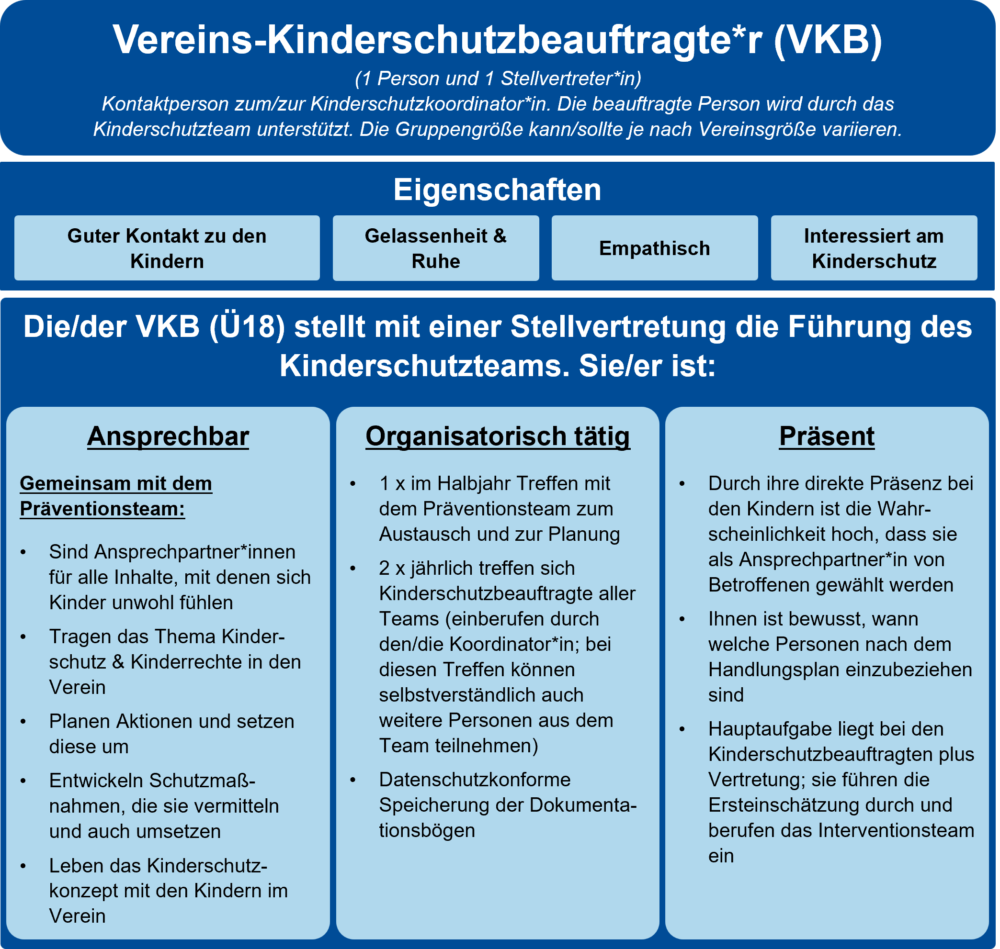 Vereins-Kinderschutzbeauftragte*r (VKB)
(1 Person und 1 Stellvertreter*in)
Kontaktperson zum/zur Kinderschutzkoordinator*in. Die beauftragte Person wird durch das
Kinderschutzteam unterstützt. Die Gruppengröße kann/sollte je nach Vereinsgröße variieren.
Eigenschaften
Guter Kontakt zu den
Kindern
Gelassenheit &
Ruhe
Empathisch
Interessiert am
Kinderschutz
Die/der VKB (Ü18) stellt mit einer Stellvertretung die Führung des
Kinderschutzteams. Sie/er ist:
Ansprechbar
Gemeinsam mit dem
Präventionsteam:
• Sind Ansprechpartner*innen
für alle Inhalte, mit denen sich
Kinder unwohl fühlen
• Tragen das Thema Kinder-
schutz & Kinderrechte in den
Verein
• Planen Aktionen und setzen
diese um
• Entwickeln Schutzmaß-
nahmen, die sie vermitteln
und auch umsetzen
• Leben das Kinderschutz-
konzept mit den Kindern im
Verein
Organisatorisch tätig
• 1 x im Halbjahr Treffen mit
dem Präventionsteam zum
Austausch und zur Planung
• 2 x jährlich treffen sich
Kinderschutzbeauftragte aller
Teams (einberufen durch
den/die Koordinator*in; bei
diesen Treffen können
selbstverständlich auch
weitere Personen aus dem
Team teilnehmen)
• Datenschutzkonforme
Speicherung der Dokumenta-
tionsbögen
Präsent
• Durch ihre direkte Präsenz bei
den Kindern ist die Wahr-
scheinlichkeit hoch, dass sie
als Ansprechpartner*in von
Betroffenen gewählt werden
• Ihnen ist bewusst, wann
welche Personen nach dem
Handlungsplan einzubeziehen
sind
• Hauptaufgabe liegt bei den
Kinderschutzbeauftragten plus
Vertretung; sie führen die
Ersteinschätzung durch und
berufen das Interventionsteam
ein